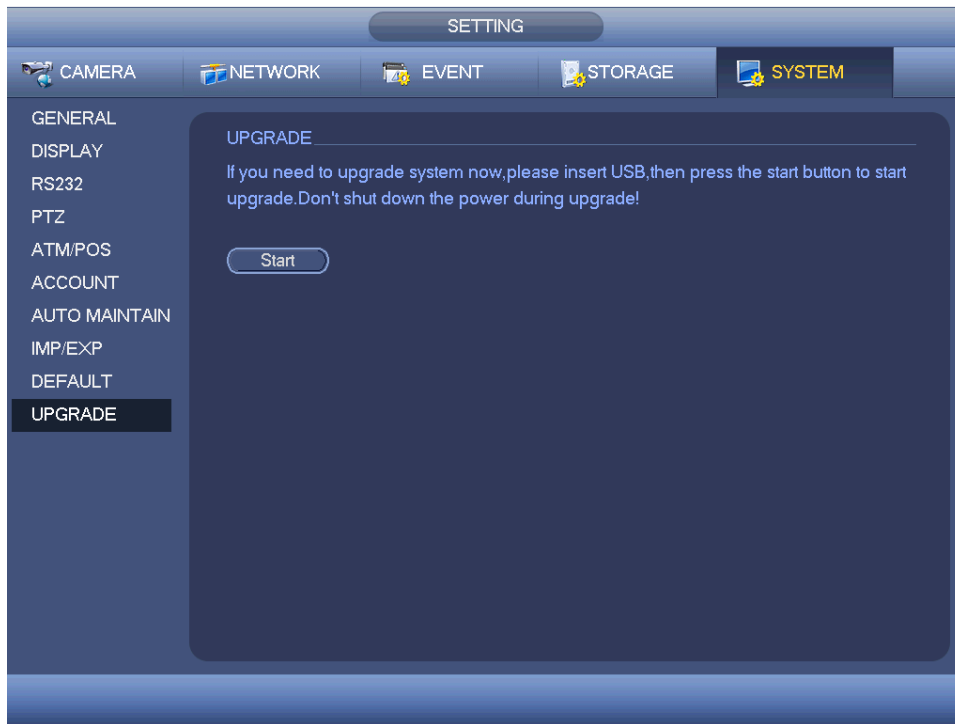 SETTING
CAMERA
NETWORK
EVENT
STORAGE
SYSTEM
GENERAL
DISPLAY
RS232
PTZ
ATM/POS
ACCOUNT
AUTO MAINTAIN
IMP/EXP
DEFAULT
UPGRADE
UPGRADE
If you need to upgrade system now,please insert USB,then press the start button to start
upgrade.Don't shut down the power during upgrade!
Start